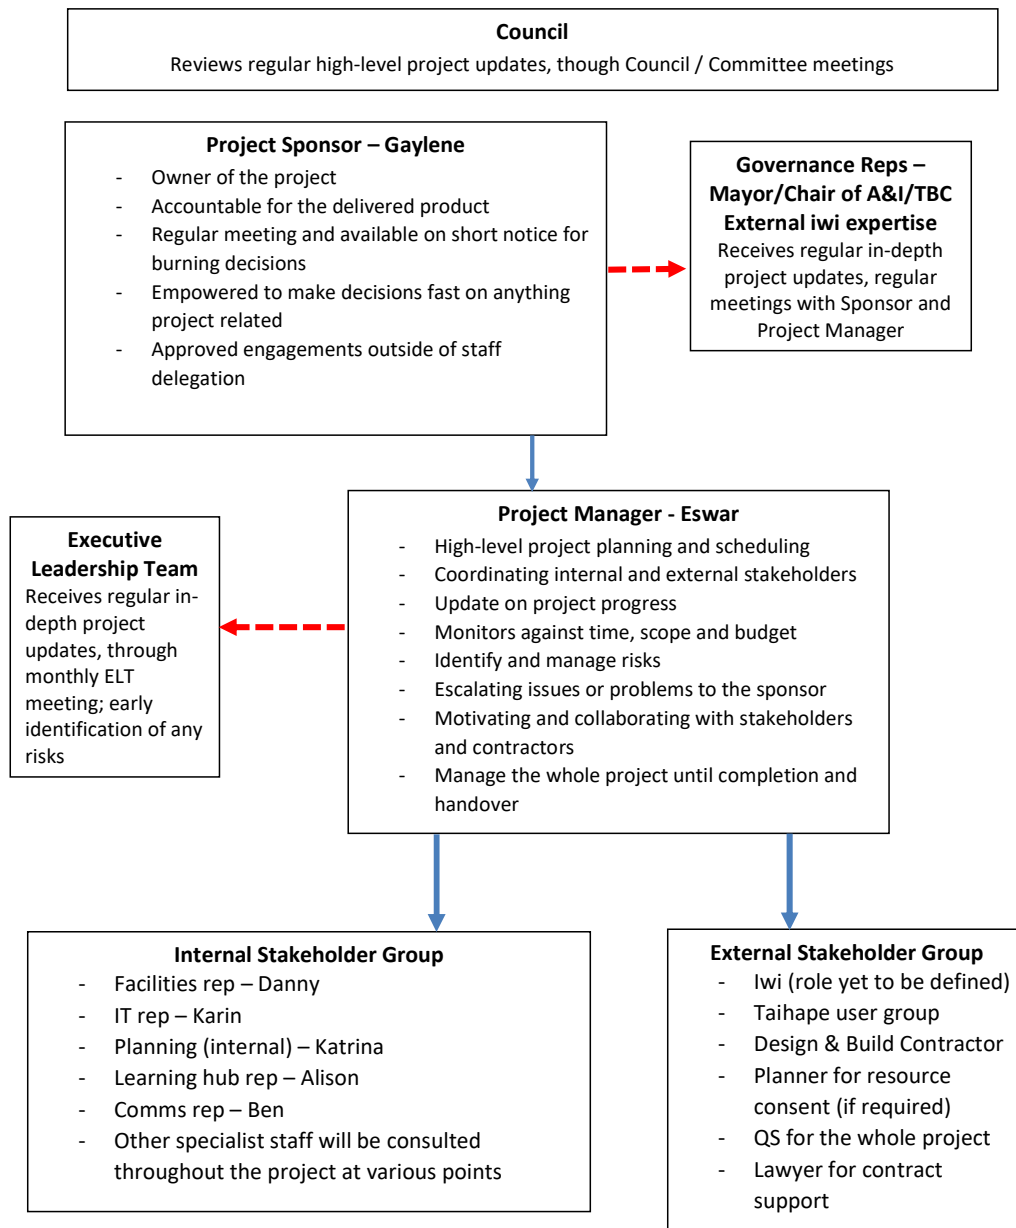 Council
Reviews regular high-level project updates, though Council / Committee meetings
Project Sponsor – Gaylene
- Owner of the project
- Accountable for the delivered product
- Regular meeting and available on short notice for
burning decisions
- Empowered to make decisions fast on anything
project related
- Approved engagements outside of staff
delegation
Governance Reps –
Mayor/Chair of A&I/TBC
External iwi expertise
Receives regular in-depth
project updates, regular
meetings with Sponsor and
Project Manager
Project Manager - Eswar
- High-level project planning and scheduling
- Coordinating internal and external stakeholders
- Update on project progress
- Monitors against time, scope and budget
- Identify and manage risks
- Escalating issues or problems to the sponsor
- Motivating and collaborating with stakeholders
and contractors
- Manage the whole project until completion and
handover
Executive
Leadership Team
Receives regular in-
depth project
updates, through
monthly ELT
meeting; early
identification of any
risks
Internal Stakeholder Group
- Facilities rep – Danny
- IT rep – Karin
- Planning (internal) – Katrina
- Learning hub rep – Alison
- Comms rep – Ben
- Other specialist staff will be consulted
throughout the project at various points
External Stakeholder Group
- Iwi (role yet to be defined)
- Taihape user group
- Design & Build Contractor
- Planner for resource
consent (if required)
- QS for the whole project
- Lawyer for contract
support